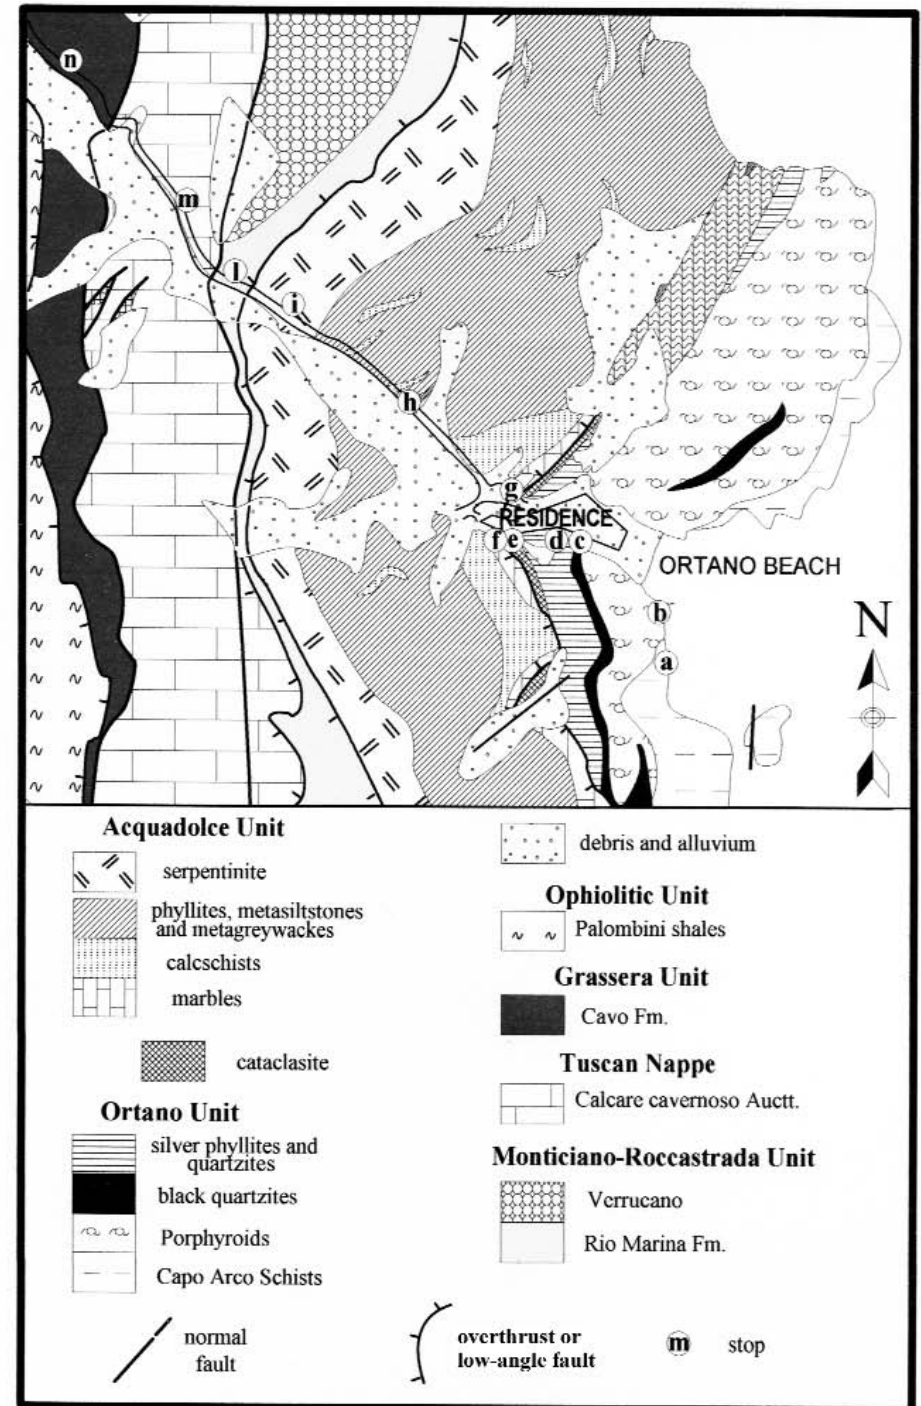 n
m
l
i
h
g
RESIDENCE
f e d c
ORTANO BEACH
b
a
N
Acquadolce Unit
serpentinite
phyllites, metasiltstones
and metagreywackes
calcschists
marbles
cataclasite
Ortano Unit
silver phyllites and
quartzites
black quartzites
Porphyroids
Capo Arco Schists
debris and alluvium
Ophiolitic Unit
Palombini shales
Grassera Unit
Cavo Fm.
Tuscan Nappe
Calcare cavernoso Auctt.
Monticiano-Roccastrada Unit
Verrucano
Rio Marina Fm.
normal
fault
overthrust or
low-angle fault
m
stop